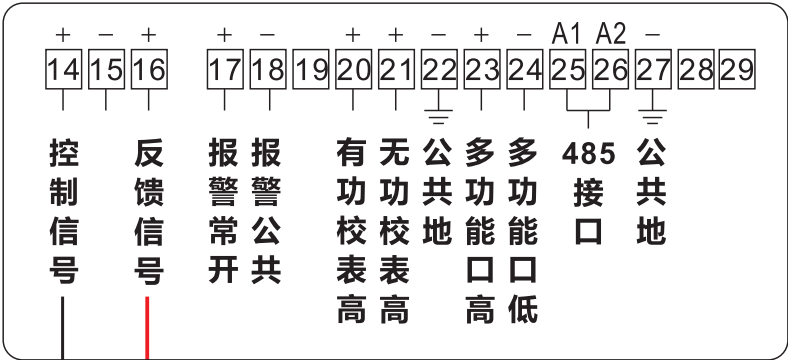 + − + + − + + − + − A1 A2 −
14 15 16 17 18 19 20 21 22 23 24 25 26 27 28 29
控制信号
反馈信号
报警常开
报警公共
有功校表高
无功校表高
公共地
多功能口高
多功能口低
485接口
公共地